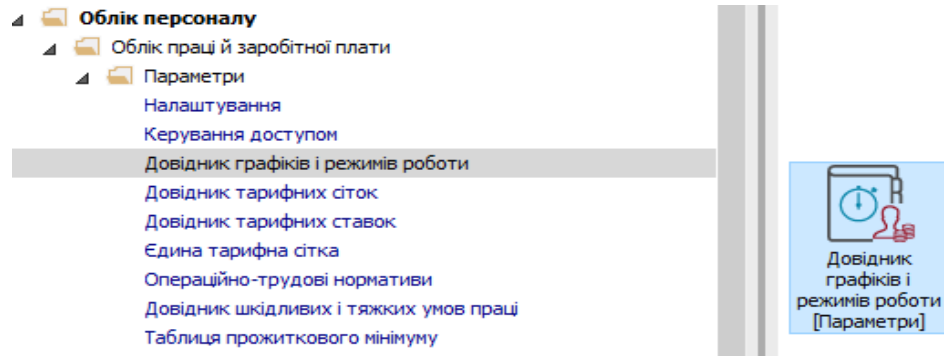 Облік персоналу
Облік праці й заробітної плати
Параметри
Налаштування
Керування доступом
Довідник графіків і режимів роботи
Довідник тарифних сіток
Довідник тарифних ставок
Єдина тарифна сітка
Операційно-трудові нормативи
Довідник шкідливих і тяжких умов праці
Таблиця прожиткового мінімуму
Довідник
графіків і
режимів роботи
[Параметри]